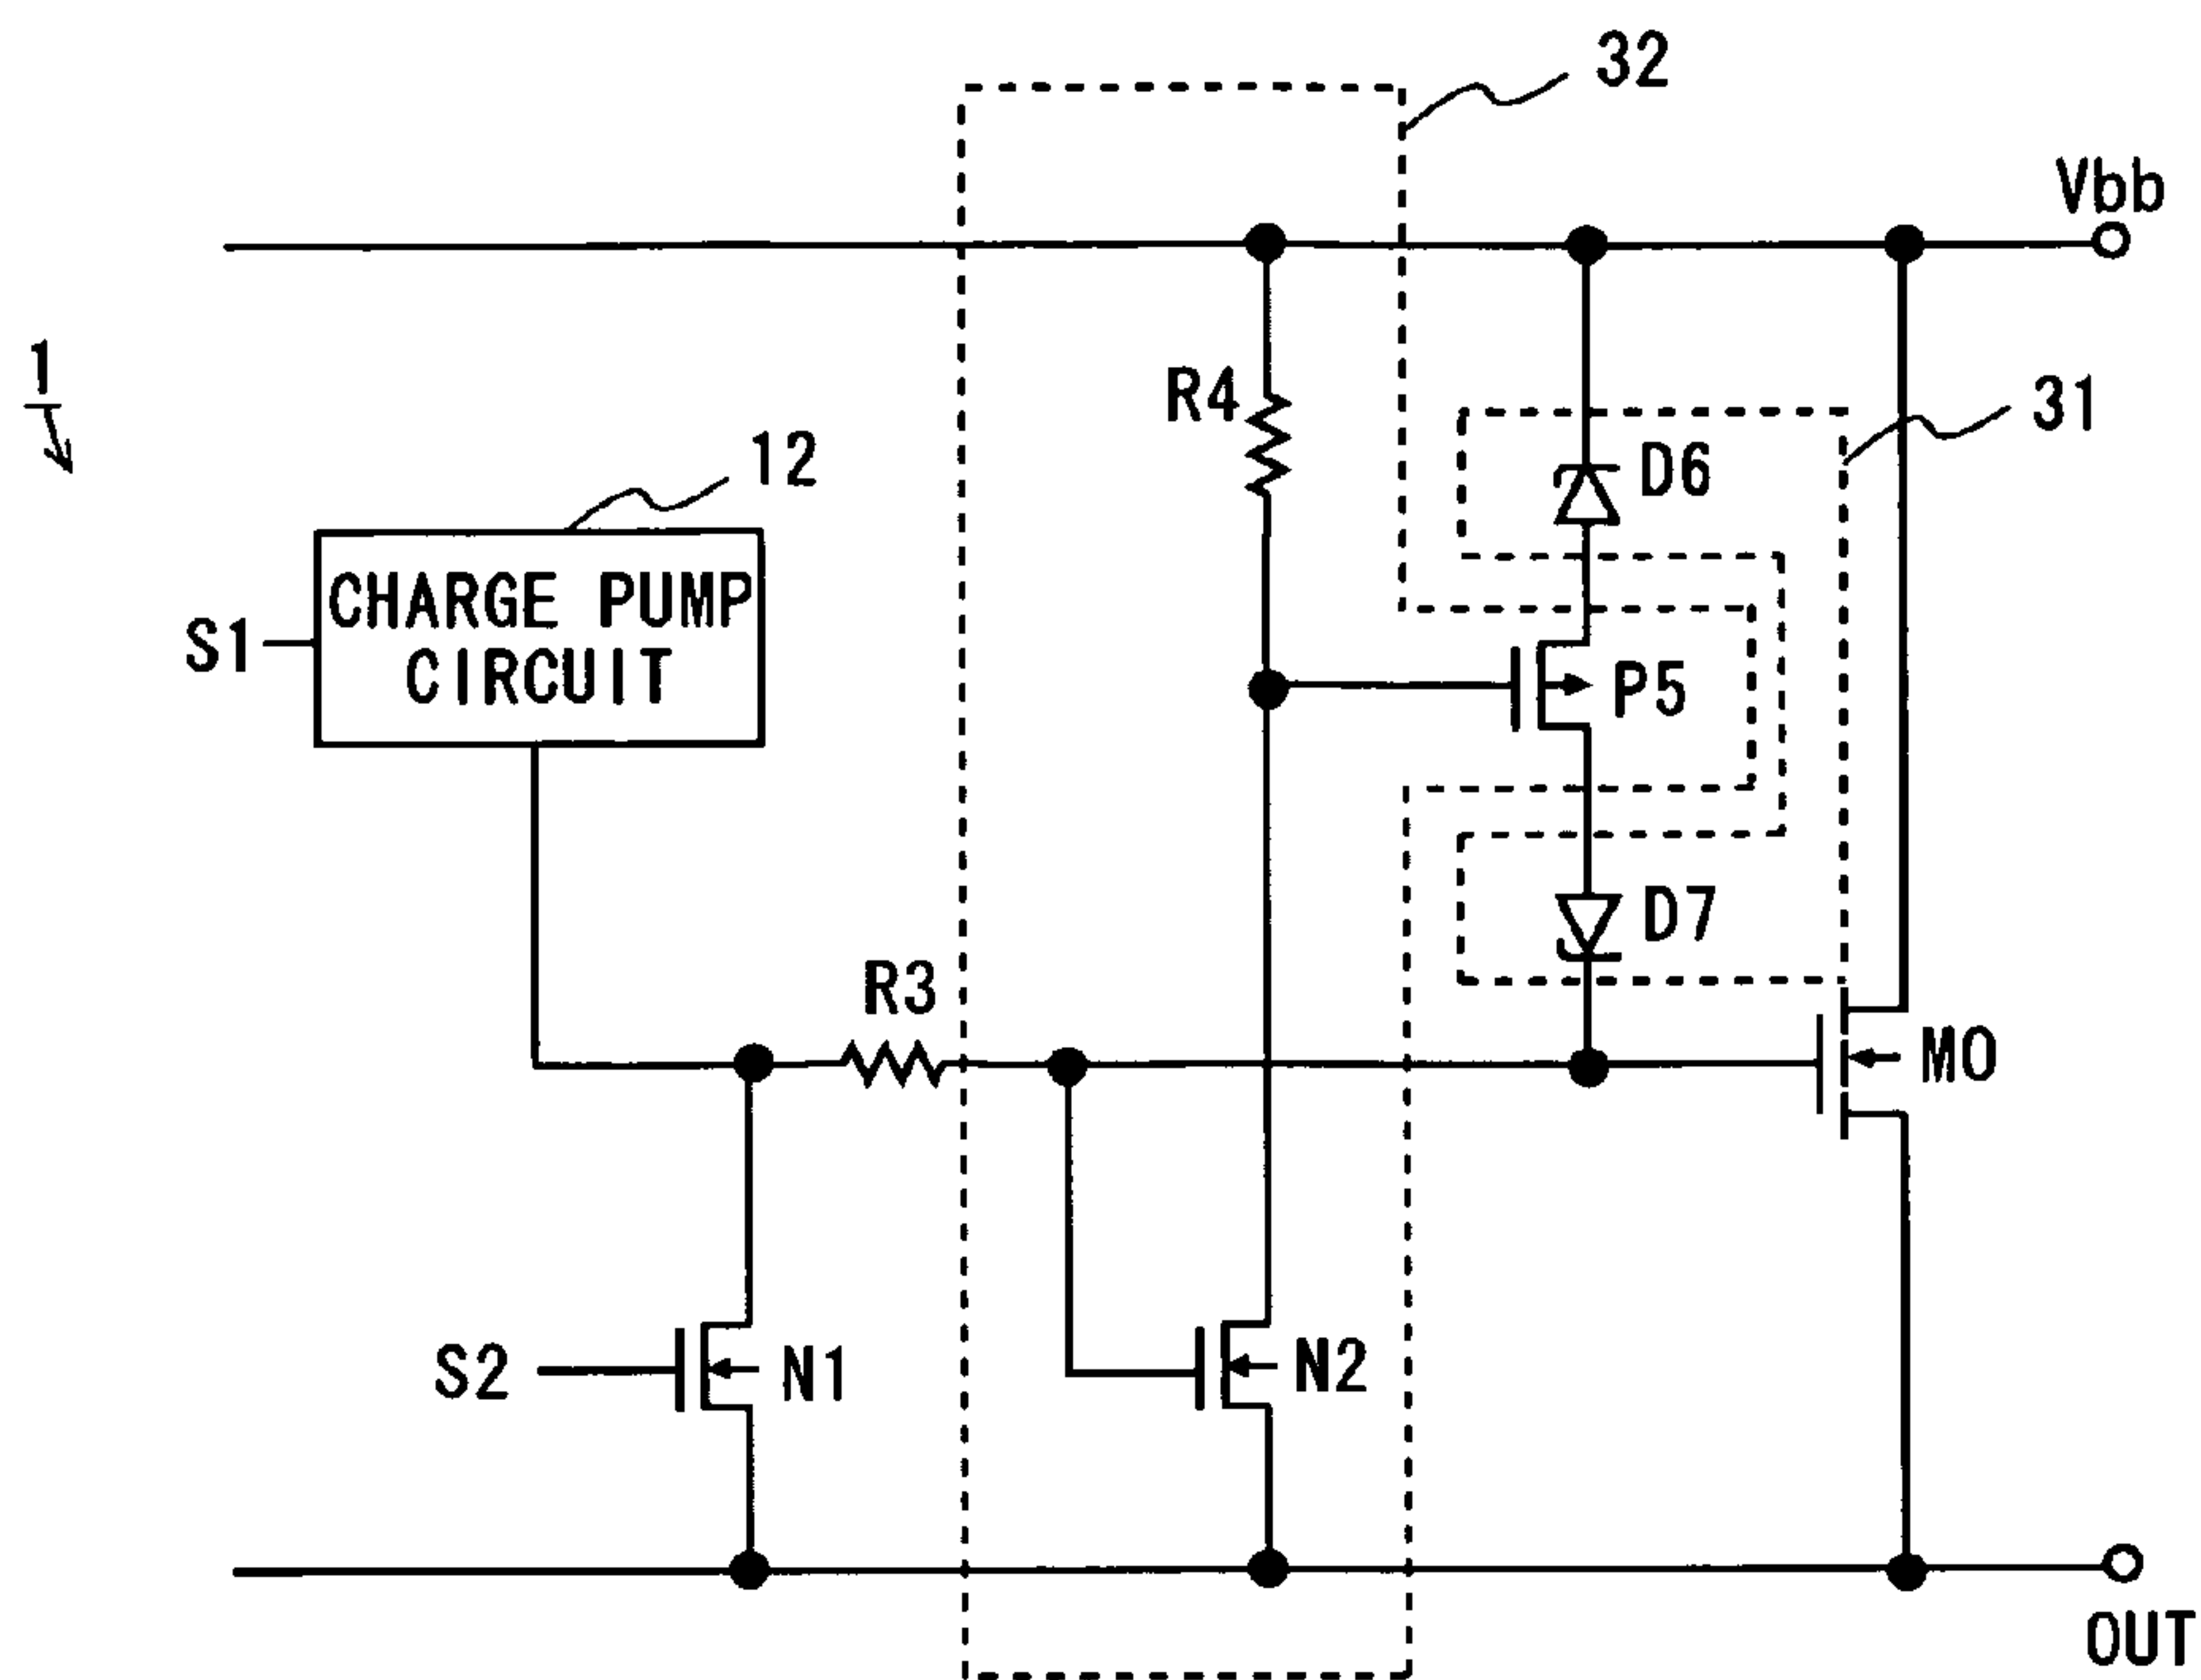 32
Vbb
1
R4
31
12
D6
CHARGE PUMP
CIRCUIT
S1
P5
D7
R3
M0
S2
N1
N2
OUT